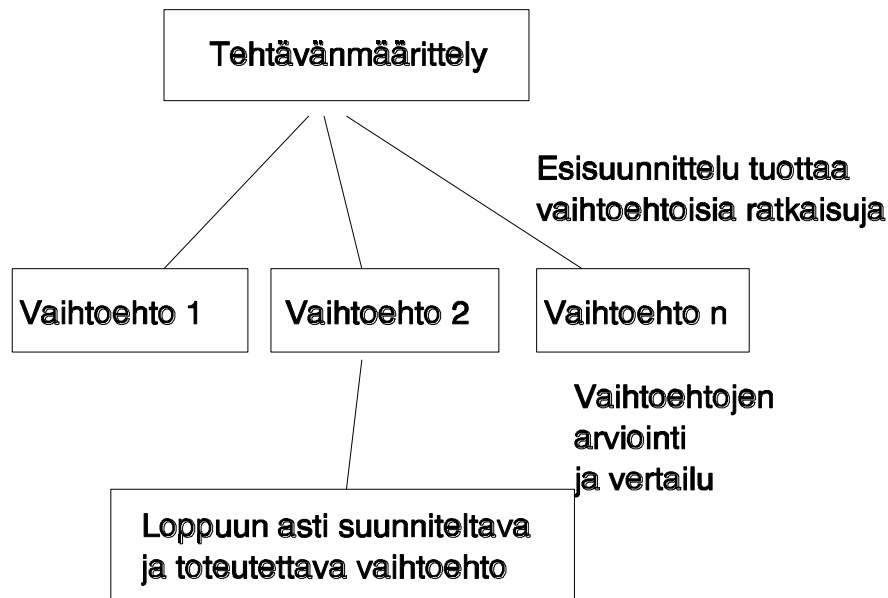 Tehtävänmäärittely
Esisuunnittelu tuottaa
vaihtoehtoisia ratkaisuja
Vaihtoehto 1
Vaihtoehto 2
Vaihtoehto n
Vaihtoehtojen
arviointi
ja vertailu
Loppuun asti suunniteltava
ja toteutettava vaihtoehto